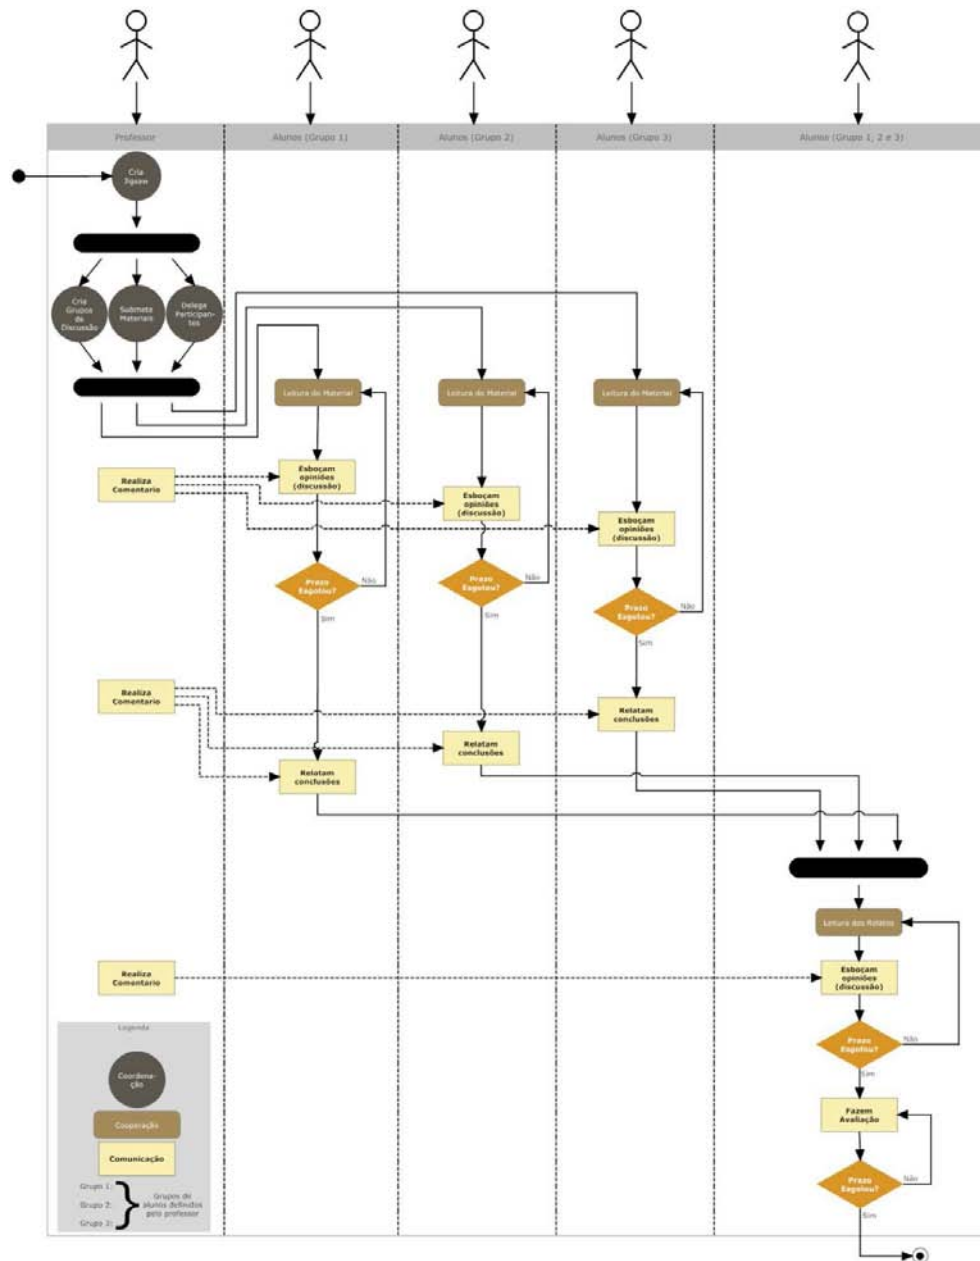 Professor
Alunos (Grupo 1)
Alunos (Grupo 2)
Alunos (Grupo 3)
Alunos (Grupo 1, 2 e 3)
Cria
Jigsaw
Cria
Grupos
de
Discussão
Submete
Materiais
Delega
Participan-
tes
Leitura do Material
Leitura do Material
Leitura do Material
Realiza
Comentario
Esboçam
opiniões
(discussão)
Esboçam
opiniões
(discussão)
Esboçam
opiniões
(discussão)
Prazo
Esgotou?
Não
Sim
Prazo
Esgotou?
Não
Sim
Prazo
Esgotou?
Não
Sim
Realiza
Comentario
Relatam
conclusões
Relatam
conclusões
Relatam
conclusões
Leitura dos Relatos
Realiza
Comentario
Esboçam
opiniões
(discussão)
Prazo
Esgotou?
Não
Sim
Fazem
Avaliação
Prazo
Esgotou?
Não
Sim
Legenda
Coordena-
ção
Cooperação
Comunicação
Grupo 1:
Grupo 2:
Grupo 3:
Grupos de
alunos definidos
pelo professor